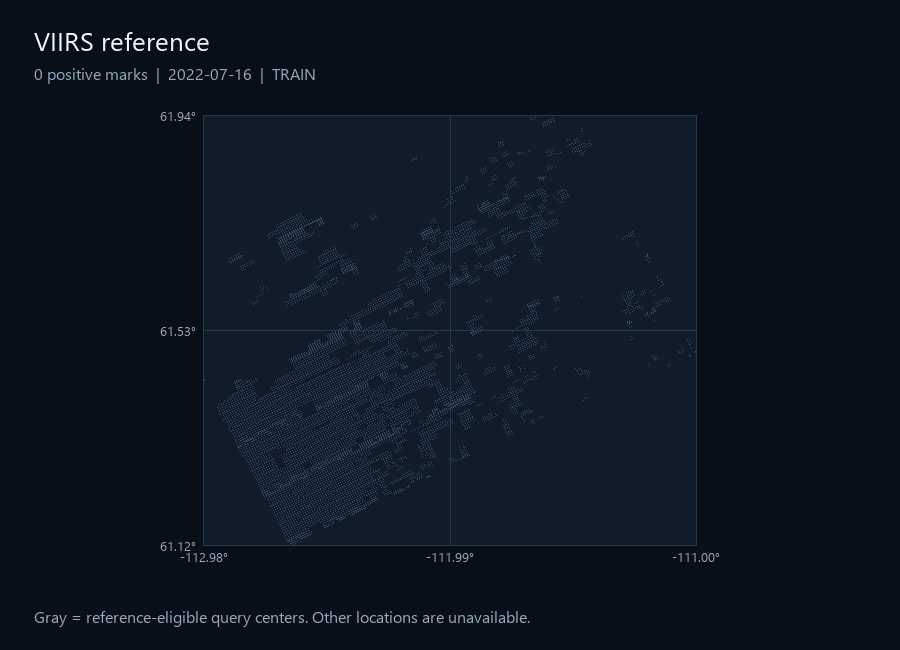 VIIRS reference
0 positive marks | 2022-07-16 | TRAIN
61.94°
61.53°
61.12°
-112.98°
-111.99°
-111.00°
Gray = reference-eligible query centers. Other locations are unavailable.